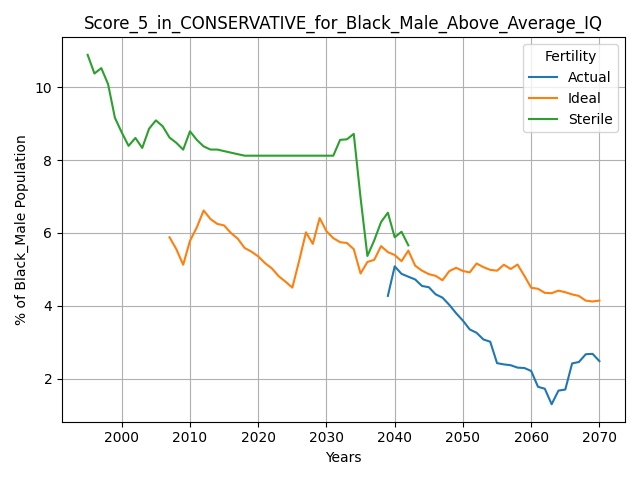 Score_5_in_CONSERVATIVE_for_Black_Male_Above_Average_IQ
Fertility
Actual
Ideal
Sterile
% of Black_Male Population
10
8
6
4
2
2000 2010 2020 2030 2040 2050 2060 2070
Years